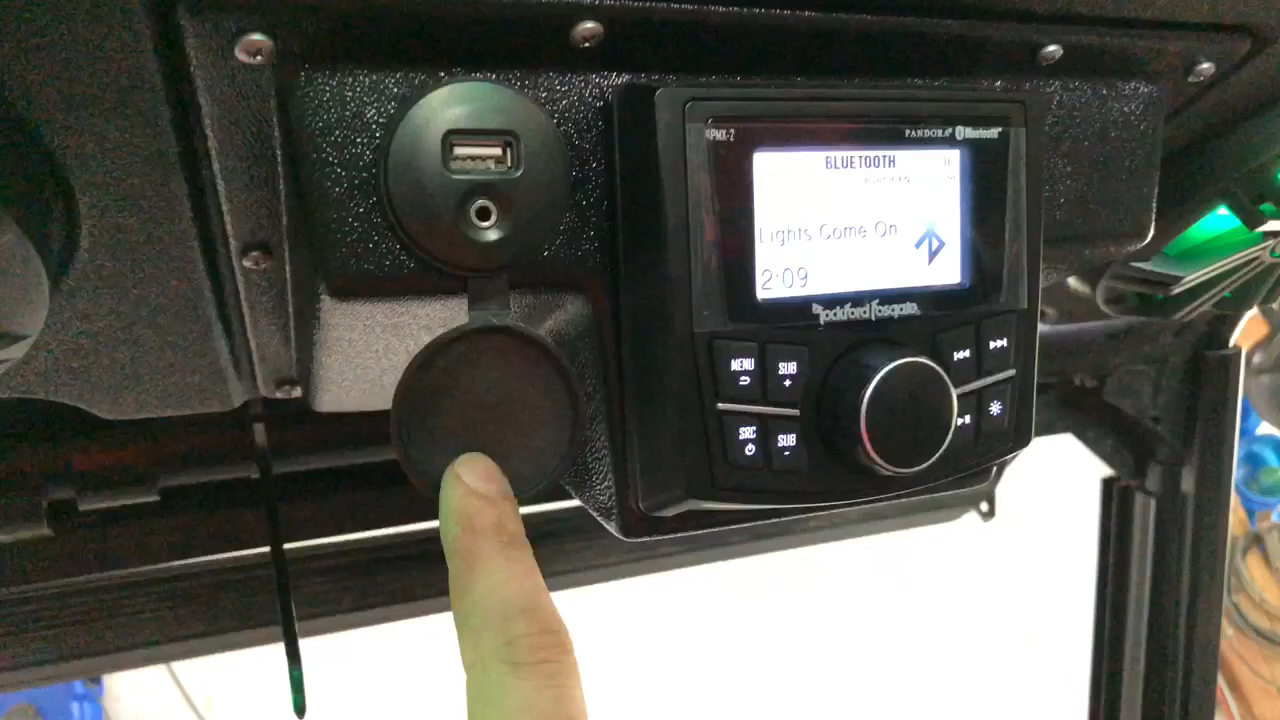 PMX-2
PANDORA Bluetooth
BLUETOOTH
Lights Come On
2:09
Rockford Fosgate
MENU
SUB
+
SRC
SUB
-